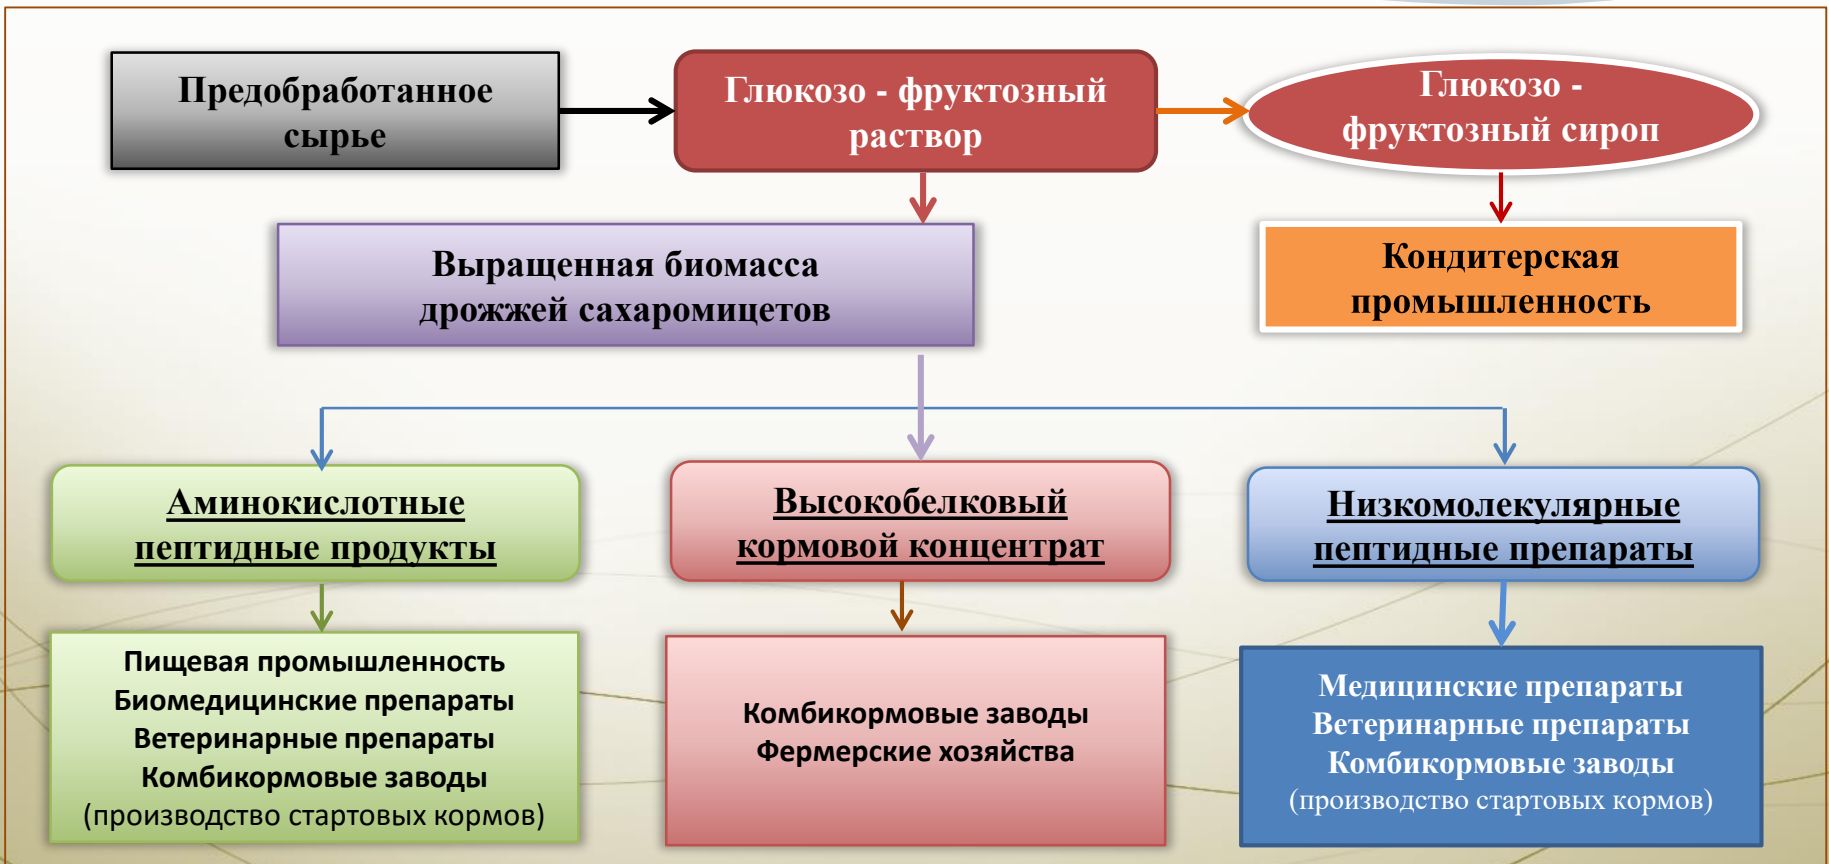 Предобработанное
сырье
Глюкозо - фруктозный
раствор
Глюкозо -
фруктозный сироп
Выращенная биомасса
дрожжей сахаромицетов
Кондитерская
промышленность
Аминокислотные
пептидные продукты
Высокобелковый
кормовой концентрат
Низкомолекулярные
пептидные препараты
Пищевая промышленность
Биомедицинские препараты
Ветеринарные препараты
Комбикормовые заводы
(производство стартовых кормов)
Комбикормовые заводы
Фермерские хозяйства
Медицинские препараты
Ветеринарные препараты
Комбикормовые заводы
(производство стартовых кормов)